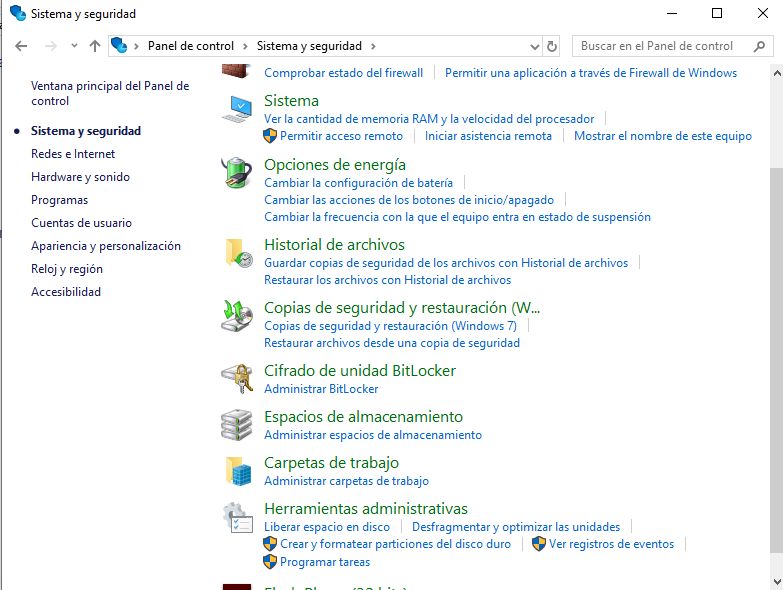 Sistema y seguridad
Panel de control
Sistema y seguridad
Buscar en el Panel de control
Ventana principal del Panel de
control
Sistema y seguridad
Redes e Internet
Hardware y sonido
Programas
Cuentas de usuario
Apariencia y personalización
Reloj y región
Accesibilidad
Comprobar estado del firewall
Permitir una aplicación a través de Firewall de Windows
Sistema
Ver la cantidad de memoria RAM y la velocidad del procesador
Permitir acceso remoto
Iniciar asistencia remota
Mostrar el nombre de este equipo
Opciones de energía
Cambiar la configuración de batería
Cambiar las acciones de los botones de inicio/apagado
Cambiar la frecuencia con la que el equipo entra en estado de suspensión
Historial de archivos
Guardar copias de seguridad de los archivos con Historial de archivos
Restaurar los archivos con Historial de archivos
Copias de seguridad y restauración (W...
Copias de seguridad y restauración (Windows 7)
Restaurar archivos desde una copia de seguridad
Cifrado de unidad BitLocker
Administrar BitLocker
Espacios de almacenamiento
Administrar espacios de almacenamiento
Carpetas de trabajo
Administrar carpetas de trabajo
Herramientas administrativas
Liberar espacio en disco
Desfragmentar y optimizar las unidades
Crear y formatear particiones del disco duro
Ver registros de eventos
Programar tareas